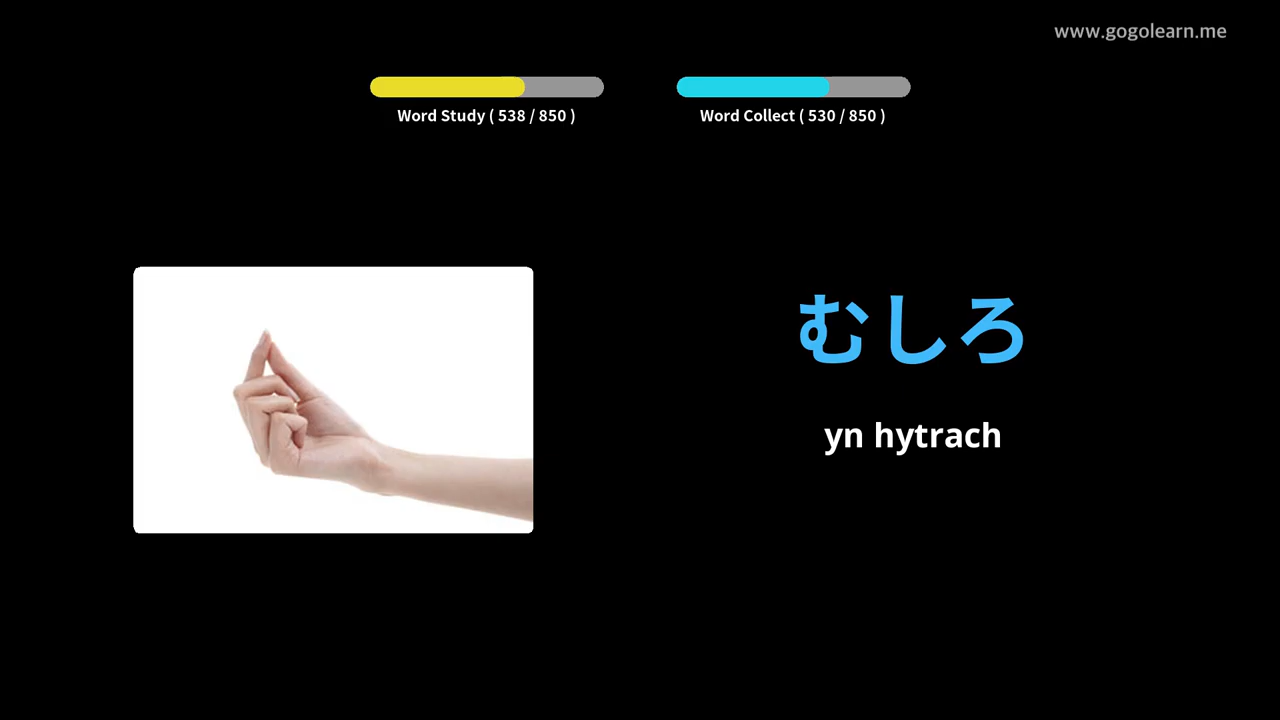 www.gogolearn.me
Word Study ( 538 / 850 )
Word Collect ( 530 / 850 )
むしろ
yn hytrach